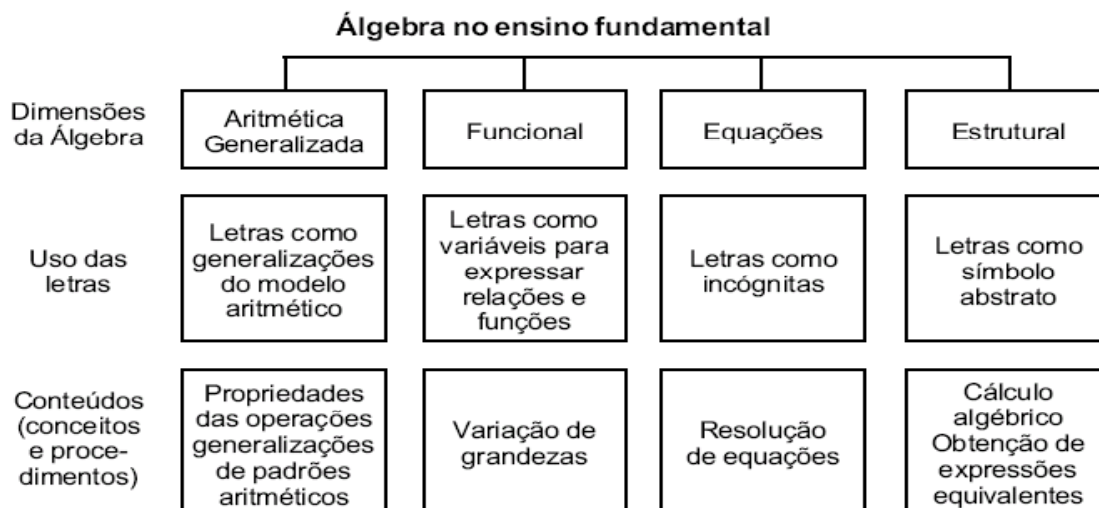 Álgebra no ensino fundamental
Dimensões
da Álgebra
Aritmética
Generalizada
Funcional
Equações
Estrutural
Uso das
letras
Letras como
generalizações
do modelo
aritmético
Letras como
variáveis para
expressar
relações e
funções
Letras como
incógnitas
Letras como
símbolo
abstrato
Conteúdos
(conceitos
e proce-
dimentos)
Propriedades
das operações
generalizações
de padrões
aritméticos
Variação de
grandezas
Resolução
de equações
Cálculo
algébrico
Obtenção de
expressões
equivalentes